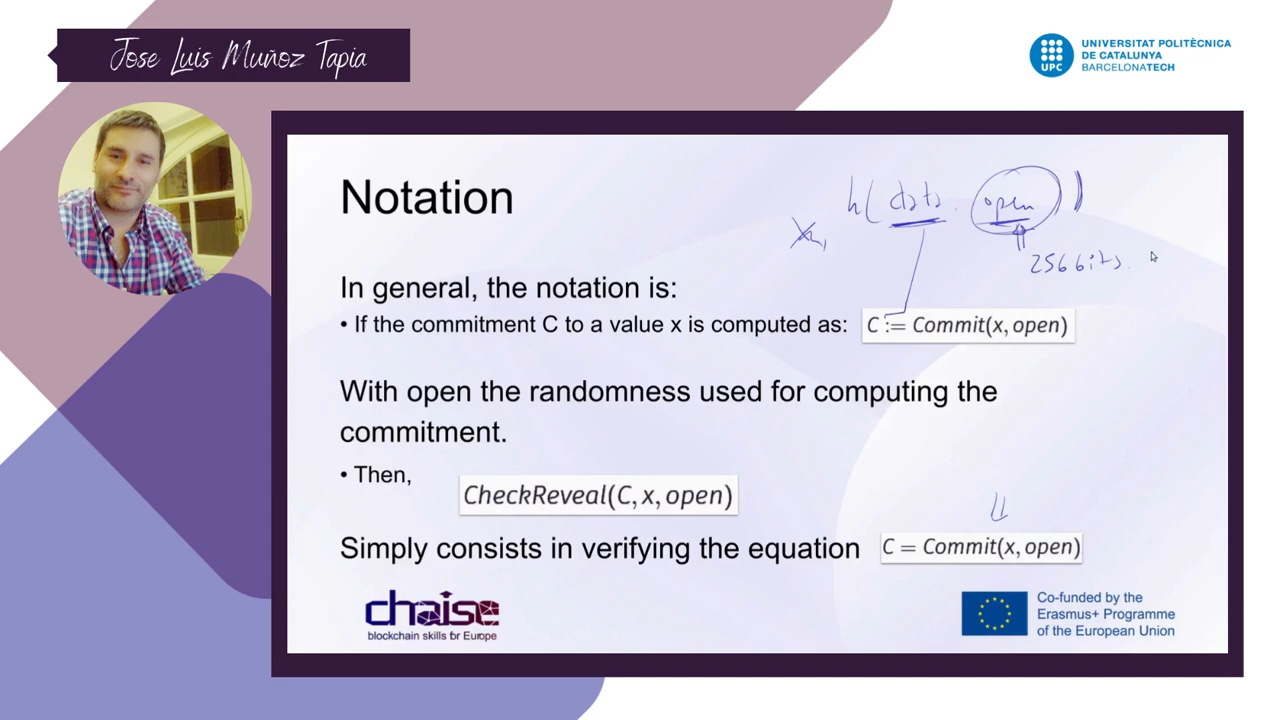 Jose Luis Muñoz Tapia
UPC
UNIVERSITAT POLITÈCNICA
DE CATALUNYA
BARCELONATECH
Notation
h(data, open)
x,
256 bits.
In general, the notation is:
• If the commitment C to a value x is computed as: C := Commit(x, open)
With open the randomness used for computing the
commitment.
• Then, CheckReveal(C, x, open)
Simply consists in verifying the equation C = Commit(x, open)
chaise
blockchain skills for Europe
Co-funded by the
Erasmus+ Programme
of the European Union